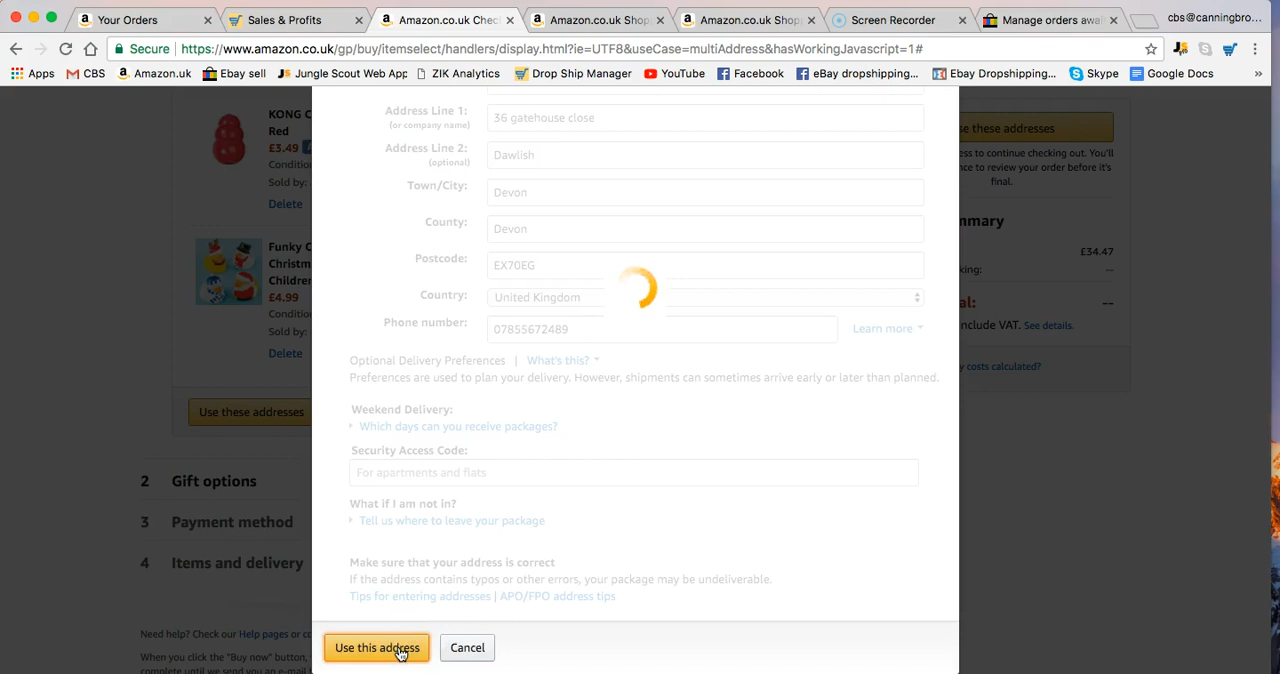 Your Orders
Sales & Profits
Amazon.co.uk Chec
Amazon.co.uk Shop
Amazon.co.uk Shop
Screen Recorder
Manage orders awai
cbs@canningbro...
Secure
https://www.amazon.co.uk/gp/buy/itemselect/handlers/display.html?ie=UTF8&useCase=multiAddress&hasWorkingJavascript=1#
Apps
CBS
Amazon.uk
Ebay sell
Jungle Scout Web App
ZIK Analytics
Drop Ship Manager
YouTube
Facebook
eBay dropshipping...
Ebay Dropshipping...
Skype
Google Docs
»
KONG C
Red
£3.49
Condition
Sold by:
Delete
Funky C
Christm
Children
£4.99
Condition
Sold by:
Delete
Use these addresses
2 Gift options
3 Payment method
4 Items and delivery
Need help? Check our Help pages or co
When you click the "Buy now" button,
complete until we send you an e-mail
Address Line 1:
(or company name)
36 gatehouse close
Address Line 2:
(optional)
Dawlish
Town/City:
Devon
County:
Devon
Postcode:
EX70EG
Country:
United Kingdom
Phone number:
07855672489
Learn more
Optional Delivery Preferences | What's this?
Preferences are used to plan your delivery. However, shipments can sometimes arrive early or later than planned.
Weekend Delivery:
Which days can you receive packages?
Security Access Code:
For apartments and flats
What if I am not in?
Tell us where to leave your package
Make sure that your address is correct
If the address contains typos or other errors, your package may be undeliverable.
Tips for entering addresses | APO/FPO address tips
Use this address
Cancel
se these addresses
ess to continue checking out. You'll
nce to review your order before it's
final.
ummary
£34.47
king: --
l: --
nclude VAT. See details.
y costs calculated?